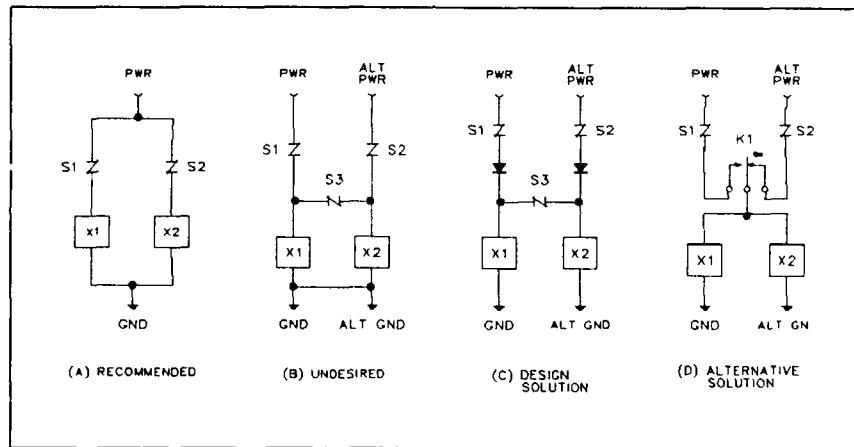 PWR
S1
S2
X1
X2
GND
(A) RECOMMENDED
PWR
ALT
PWR
S1
S2
S3
X1
X2
GND
ALT GND
(B) UNDESIRED
PWR
ALT
PWR
S1
S2
S3
X1
X2
GND
ALT GND
(C) DESIGN
SOLUTION
PWR
ALT
PWR
S1
K1
S2
X1
X2
GND
ALT GN
(D) ALTERNATIVE
SOLUTION